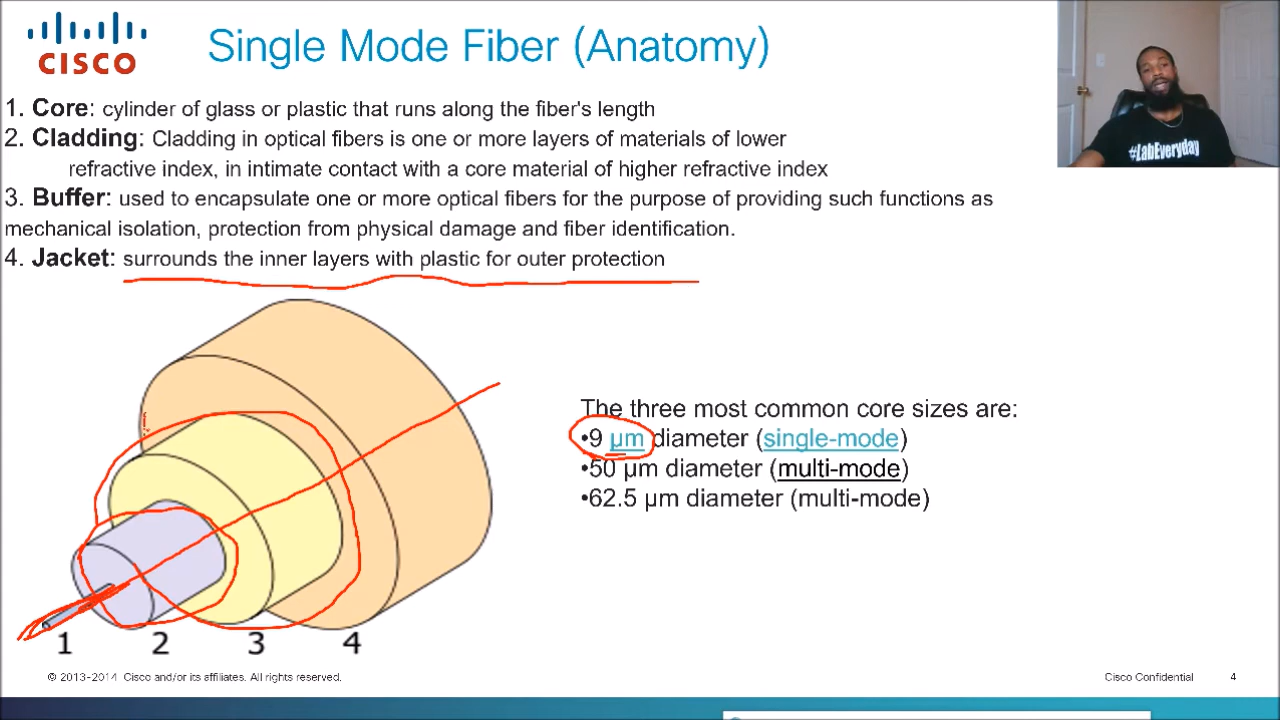 CISCO
Single Mode Fiber (Anatomy)
#LabEveryday
1. Core: cylinder of glass or plastic that runs along the fiber's length
2. Cladding: Cladding in optical fibers is one or more layers of materials of lower
refractive index, in intimate contact with a core material of higher refractive index
3. Buffer: used to encapsulate one or more optical fibers for the purpose of providing such functions as
mechanical isolation, protection from physical damage and fiber identification.
4. Jacket: surrounds the inner layers with plastic for outer protection
The three most common core sizes are:
•9 µm diameter (single-mode)
•50 µm diameter (multi-mode)
•62.5 µm diameter (multi-mode)
1 2 3 4
© 2013-2014 Cisco and/or its affiliates. All rights reserved.
Cisco Confidential 4